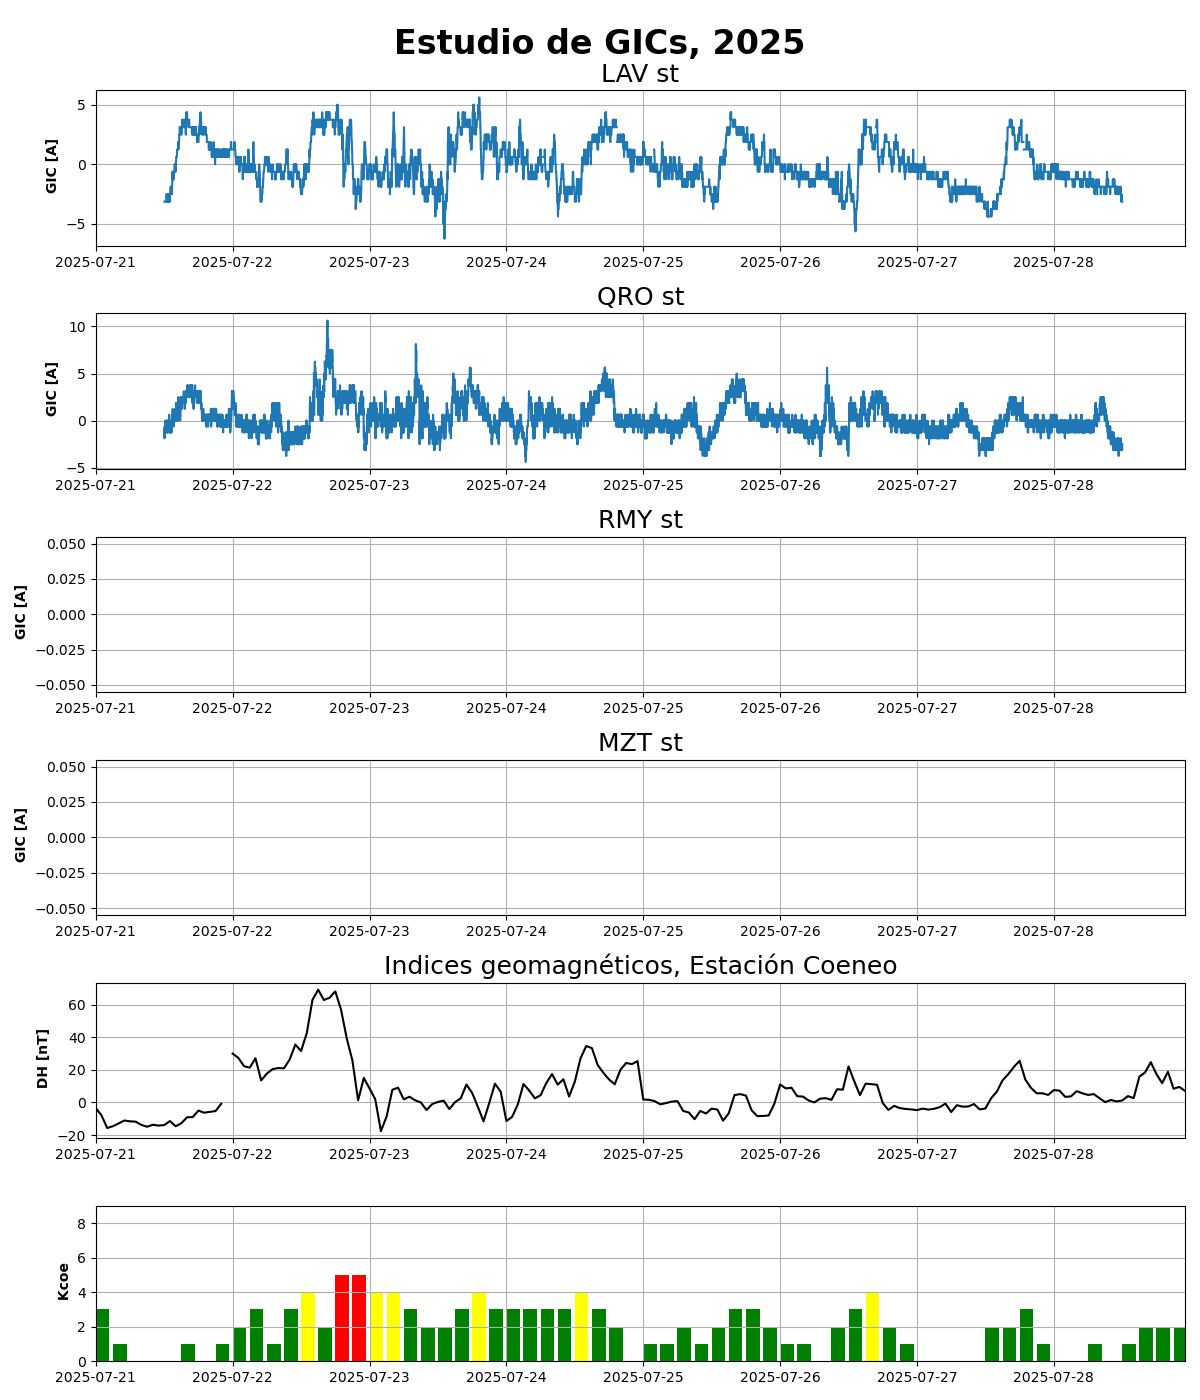 Estudio de GICs, 2025
LAV st
GIC [A]
5
0
−5
2025-07-21 2025-07-22 2025-07-23 2025-07-24 2025-07-25 2025-07-26 2025-07-27 2025-07-28
QRO st
GIC [A]
10
5
0
−5
2025-07-21 2025-07-22 2025-07-23 2025-07-24 2025-07-25 2025-07-26 2025-07-27 2025-07-28
RMY st
GIC [A]
0.050
0.025
0.000
−0.025
−0.050
2025-07-21 2025-07-22 2025-07-23 2025-07-24 2025-07-25 2025-07-26 2025-07-27 2025-07-28
MZT st
GIC [A]
0.050
0.025
0.000
−0.025
−0.050
2025-07-21 2025-07-22 2025-07-23 2025-07-24 2025-07-25 2025-07-26 2025-07-27 2025-07-28
Indices geomagnéticos, Estación Coeneo
DH [nT]
60
40
20
0
−20
2025-07-21 2025-07-22 2025-07-23 2025-07-24 2025-07-25 2025-07-26 2025-07-27 2025-07-28
Kcoe
8
6
4
2
0
2025-07-21 2025-07-22 2025-07-23 2025-07-24 2025-07-25 2025-07-26 2025-07-27 2025-07-28